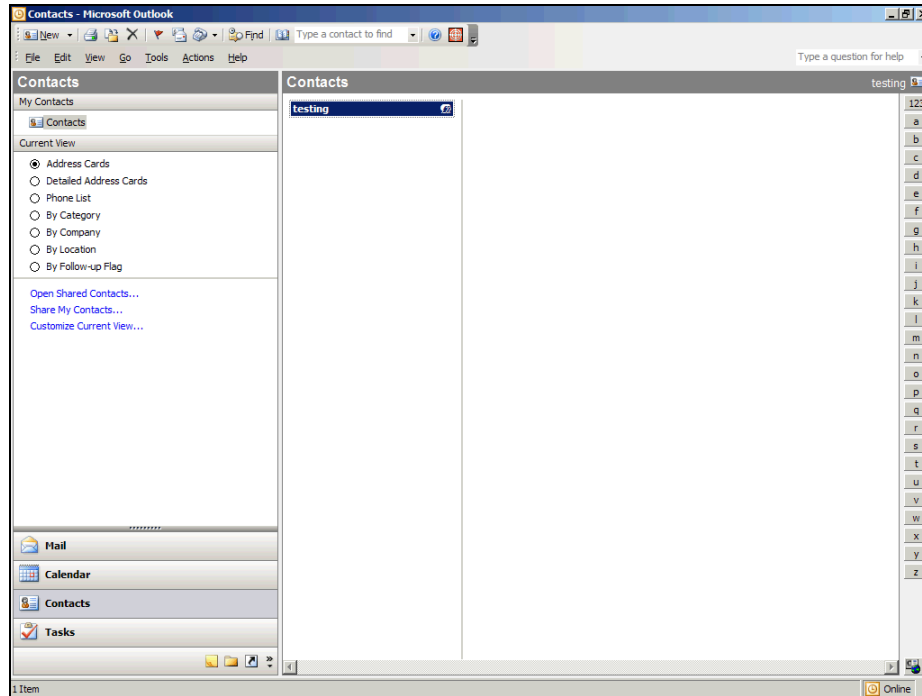 Contacts - Microsoft Outlook
New Find Type a contact to find
File Edit View Go Tools Actions Help Type a question for help
Contacts
My Contacts
Contacts
Current View
Address Cards
Detailed Address Cards
Phone List
By Category
By Company
By Location
By Follow-up Flag
Open Shared Contacts...
Share My Contacts...
Customize Current View...
Mail
Calendar
Contacts
Tasks
Contacts testing
testing
123
a
b
c
d
e
f
g
h
i
j
k
l
m
n
o
p
q
r
s
t
u
v
w
x
y
z
1 Item Online